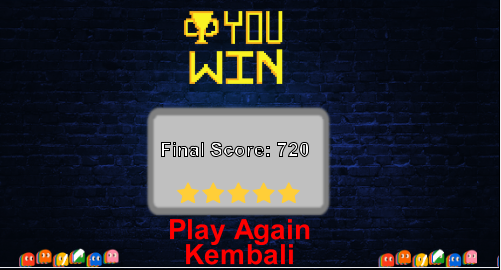 YOU
WIN
Final Score: 720
Play Again
Kembali